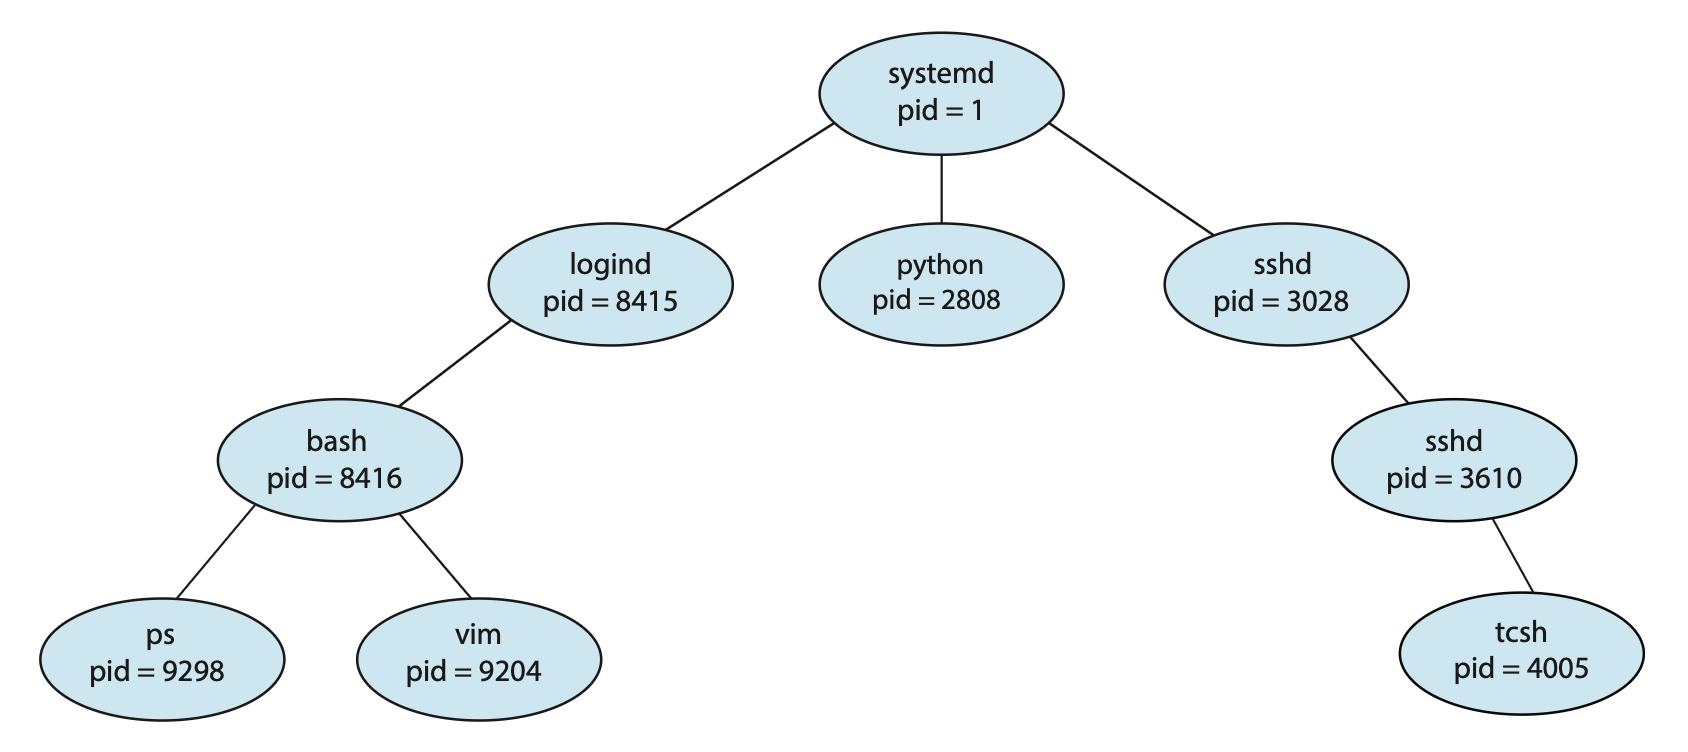 systemd
pid = 1
logind
pid = 8415
python
pid = 2808
sshd
pid = 3028
bash
pid = 8416
sshd
pid = 3610
ps
pid = 9298
vim
pid = 9204
tcsh
pid = 4005